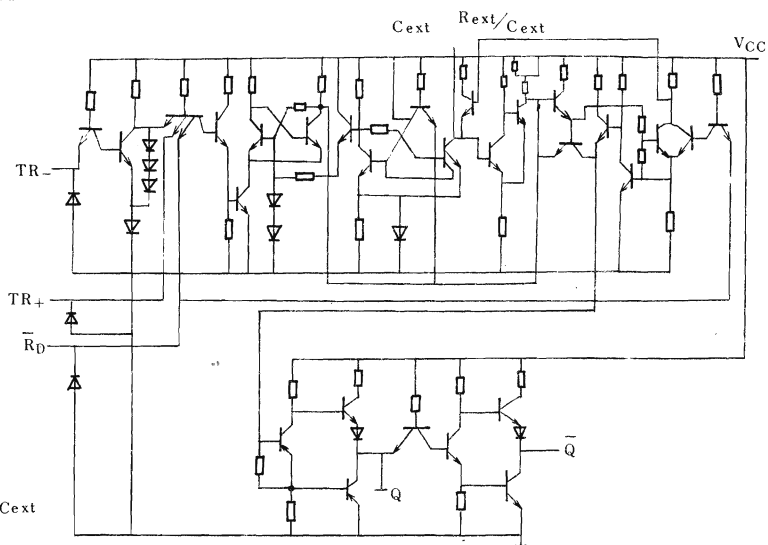 Cext
Rext/Cext
VCC
TR-
TR+
R̅D
Q̅
Q
Cext